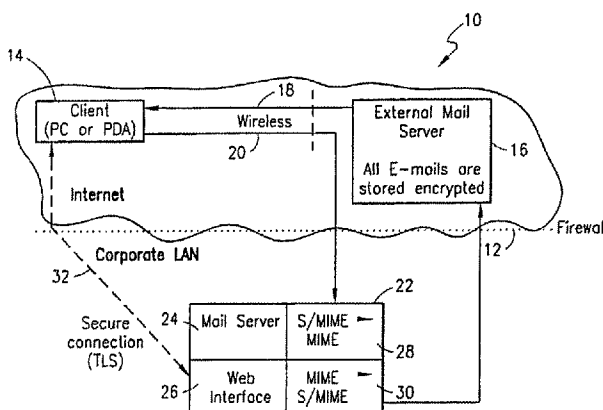 10
14
Client
(PC or PDA)
18
Wireless
20
External Mail
Server
All E-mails are
stored encrypted
16
Internet
Firewall
12
Corporate LAN
32
Secure
connection
(TLS)
22
24
Mail Server
S/MIME ►
MIME
28
26
Web
Interface
MIME ►
S/MIME
30